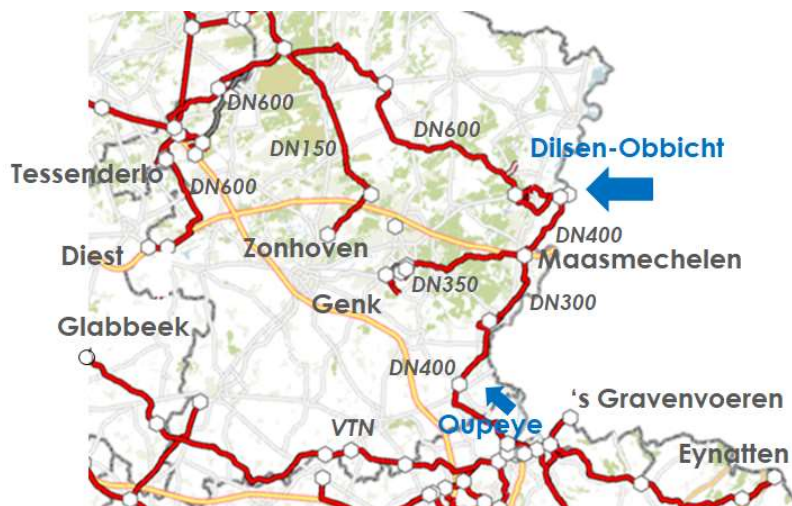 DN600
DN150
DN600
Dilsen-Obbicht
Tessenderlo
DN600
DN400
Diest
Zonhoven
Maasmechelen
DN350
Genk
DN300
Glabbeek
DN400
's Gravenvoeren
Oupeye
VTN
Eynatten